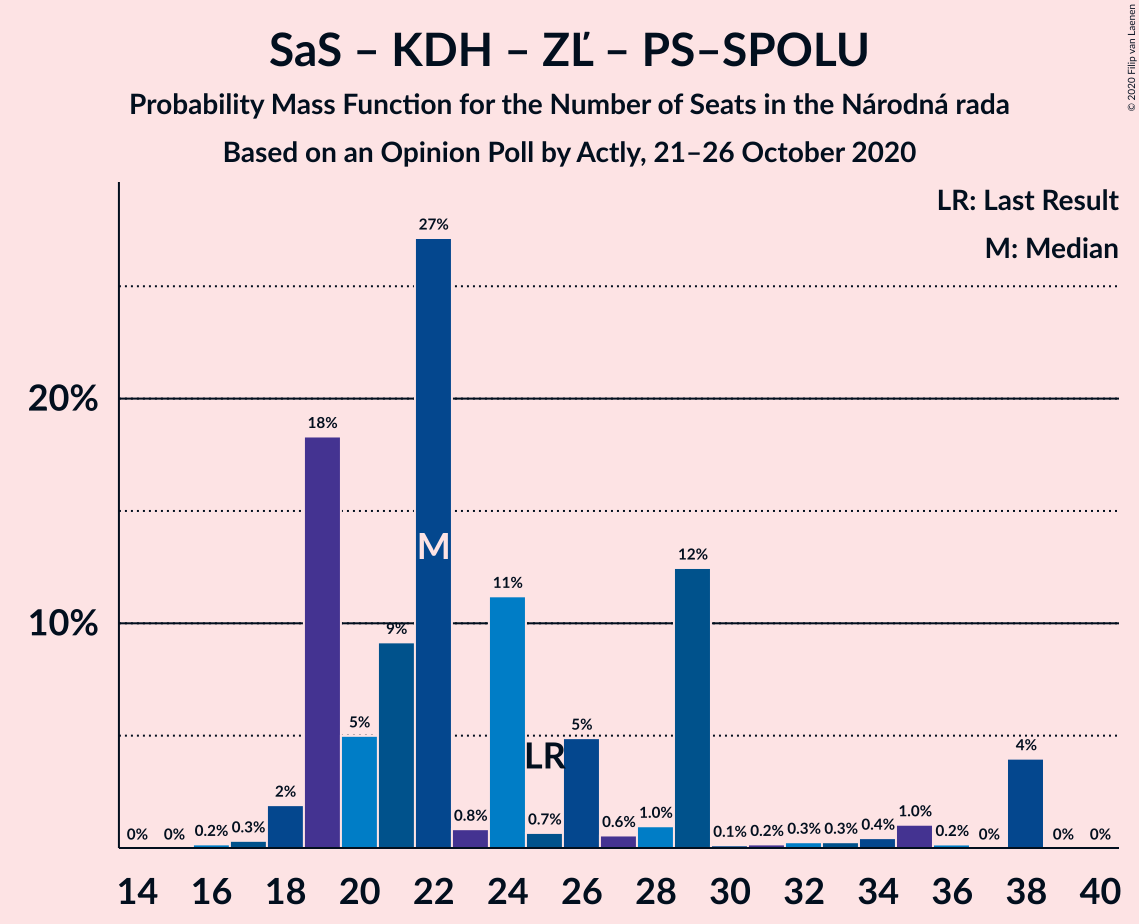 SaS – KDH – ZĽ – PS–SPOLU
Probability Mass Function for the Number of Seats in the Národná rada
Based on an Opinion Poll by Actly, 21–26 October 2020
© 2020 Filip van Laenen
LR: Last Result
M: Median
20%
10%
0% 0% 0.2% 0.3% 2% 18% 5% 9% 27% 0.8% 11% 0.7% 5% 0.6% 1.0% 12% 0.1% 0.2% 0.3% 0.3% 0.4% 1.0% 0.2% 0% 4% 0% 0%
M
LR
14 16 18 20 22 24 26 28 30 32 34 36 38 40